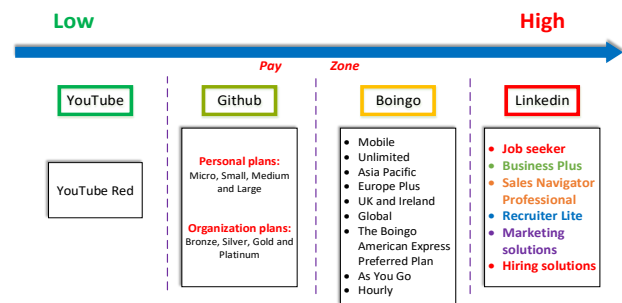 Low
High
Pay Zone
YouTube
Github
Boingo
Linkedin
YouTube Red
Personal plans:
Micro, Small, Medium
and Large
Organization plans:
Bronze, Silver, Gold and
Platinum
• Mobile
• Unlimited
• Asia Pacific
• Europe Plus
• UK and Ireland
• Global
• The Boingo
American Express
Preferred Plan
• As You Go
• Hourly
• Job seeker
• Business Plus
• Sales Navigator
Professional
• Recruiter Lite
• Marketing
solutions
• Hiring solutions